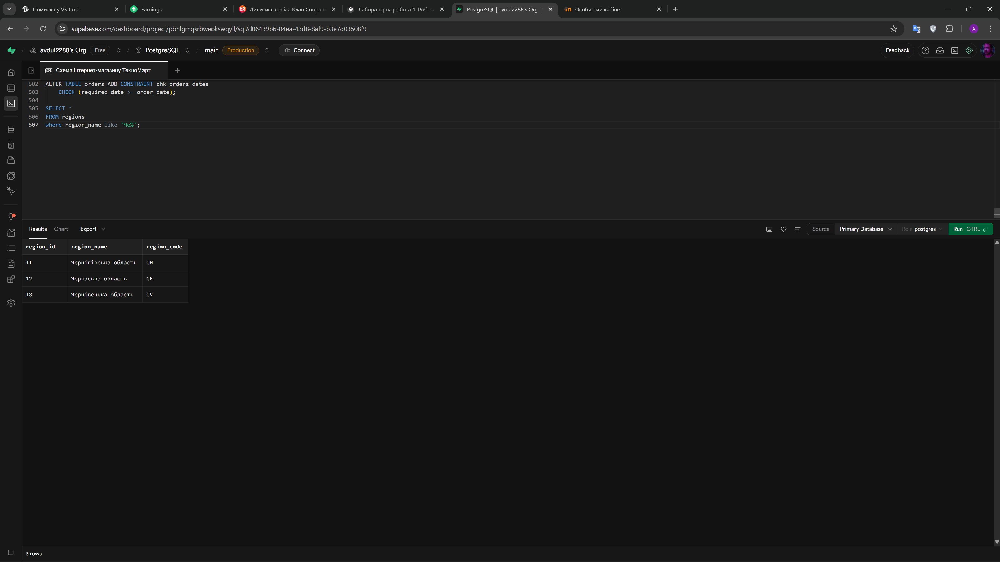 Помилка у VS Code
Earnings
Дивитись серіал Клан Сопран
Лабораторна робота 1. Робот
PostgreSQL | avdul2288's Org |
Особистий кабінет
supabase.com/dashboard/project/pbhlgmqsrbweokswqyll/sql/d06439b6-84ea-43d8-8af9-b3e7d03508f9
A
avdul2288's Org Free / PostgreSQL / main Production Connect
Feedback
SQL Схема інтернет-магазину ТехноМарт
502 ALTER TABLE orders ADD CONSTRAINT chk_orders_dates
503 CHECK (required_date >= order_date);
504
505 SELECT *
506 FROM regions
507 where region_name like 'Че%';
Results Chart Export
Source Primary Database Role postgres Run CTRL
region_id region_name region_code
11 Чернігівська область CH
12 Черкаська область CK
18 Чернівецька область CV
3 rows